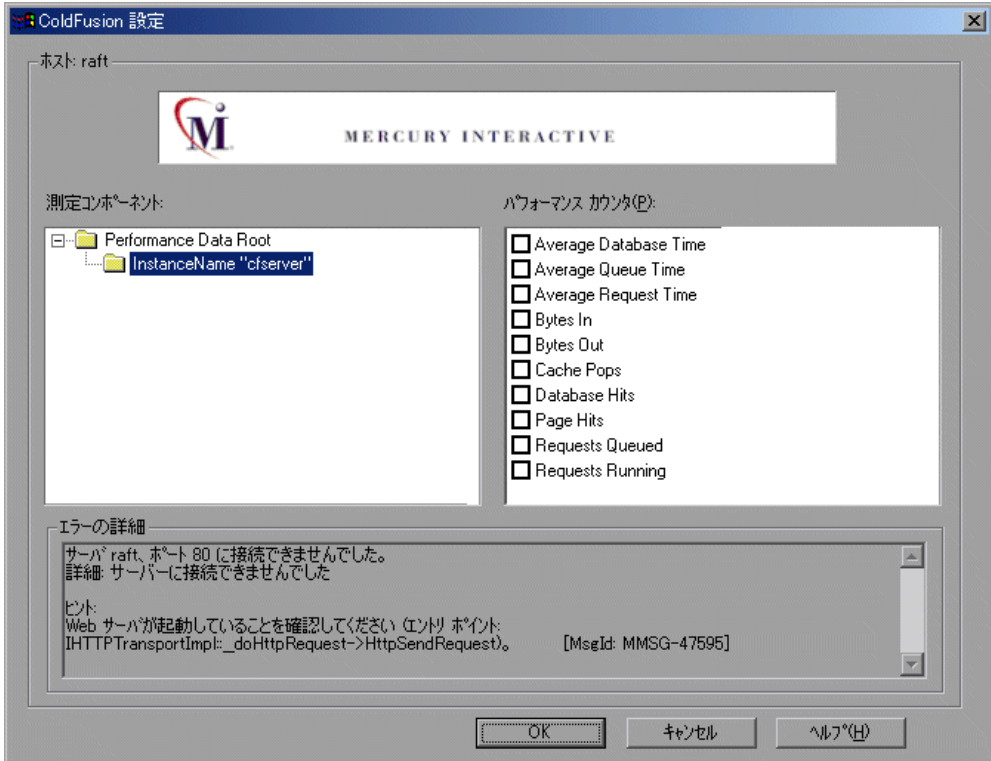 ColdFusion 設定
ホスト: raft
M
MERCURY INTERACTIVE
測定コンポーネント:
パフォーマンス カウンタ(P):
Performance Data Root
InstanceName "cfserver"
Average Database Time
Average Queue Time
Average Request Time
Bytes In
Bytes Out
Cache Pops
Database Hits
Page Hits
Requests Queued
Requests Running
エラーの詳細
サーバ raft、ポート 80 に接続できませんでした。
詳細: サーバーに接続できませんでした
ヒント:
Web サーバが起動していることを確認してください (エントリ ポイント:
IHTTPTransportImpl::_doHttpRequest->HttpSendRequest)。 [MsgId: MMSG-47595]
OK
キャンセル
ヘルプ(H)